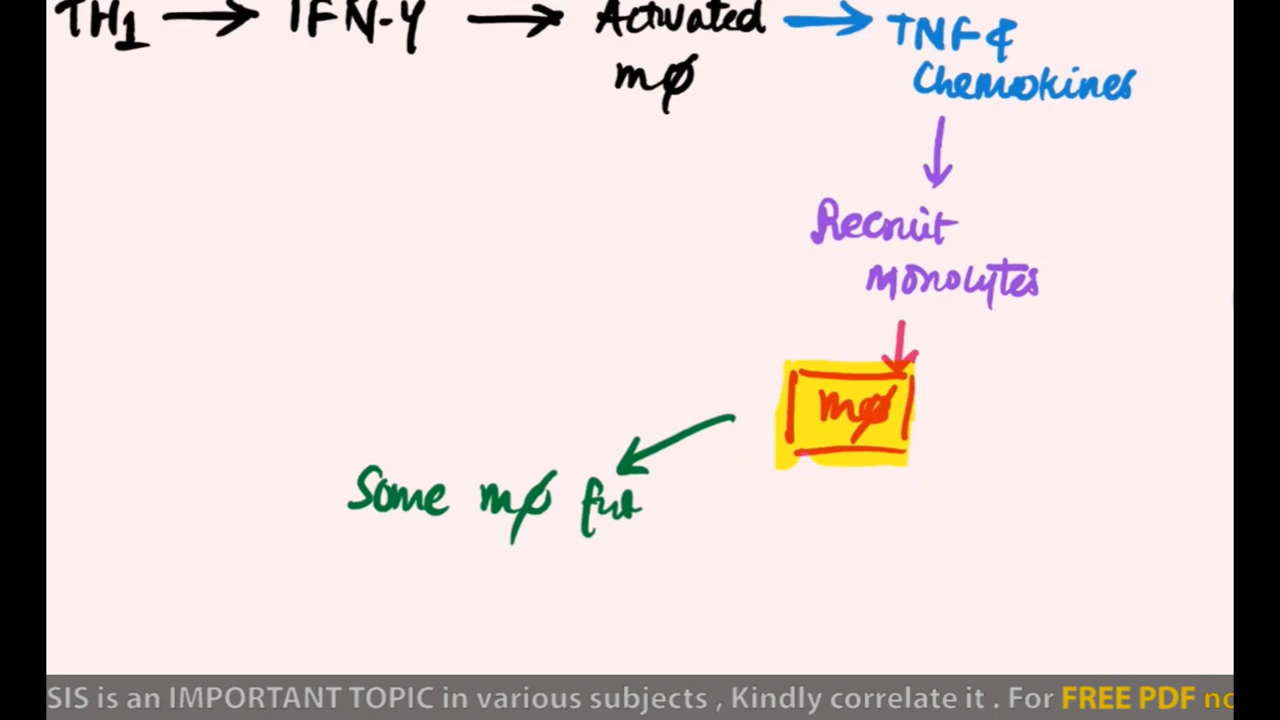 TH1 → IFN-γ → Activated → TNF &
mφ Chemokines
Recruit
monocytes
mφ
Some mφ fu
SIS is an IMPORTANT TOPIC in various subjects , Kindly correlate it . For FREE PDF no